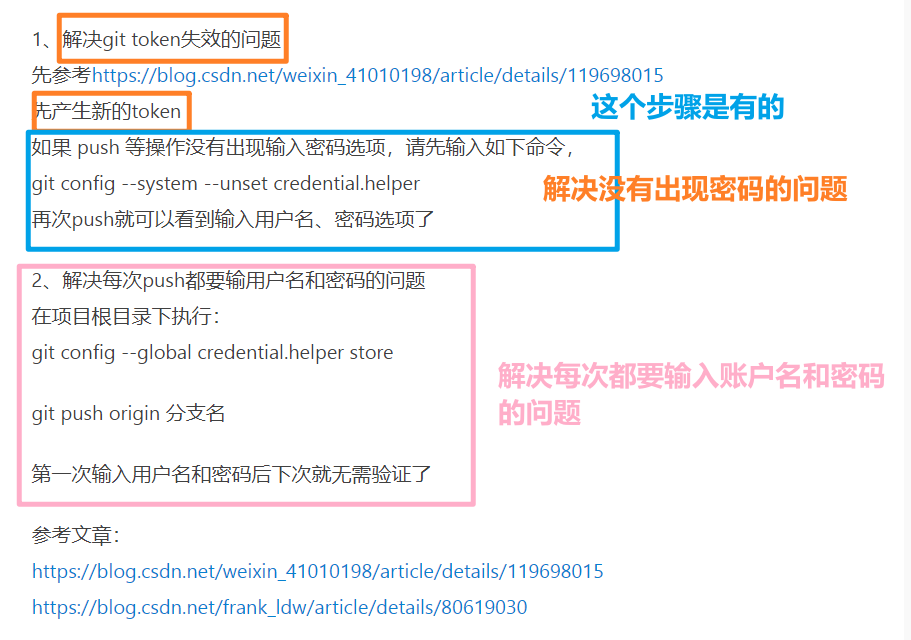 1、解决git token失效的问题
先参考https://blog.csdn.net/weixin_41010198/article/details/119698015
先产生新的token
这个步骤是有的
如果 push 等操作没有出现输入密码选项，请先输入如下命令，
git config --system --unset credential.helper
解决没有出现密码的问题
再次push就可以看到输入用户名、密码选项了
2、解决每次push都要输用户名和密码的问题
在项目根目录下执行：
git config --global credential.helper store
解决每次都要输入账户名和密码
的问题
git push origin 分支名
第一次输入用户名和密码后下次就无需验证了
参考文章：
https://blog.csdn.net/weixin_41010198/article/details/119698015
https://blog.csdn.net/frank_ldw/article/details/80619030